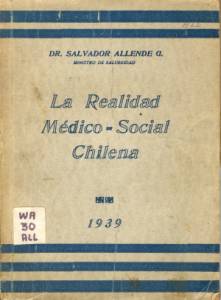 DR. SALVADOR ALLENDE G.
MINISTRO DE SALUBRIDAD
La Realidad
Médico-Social
Chilena
1939
WA
30
ALL